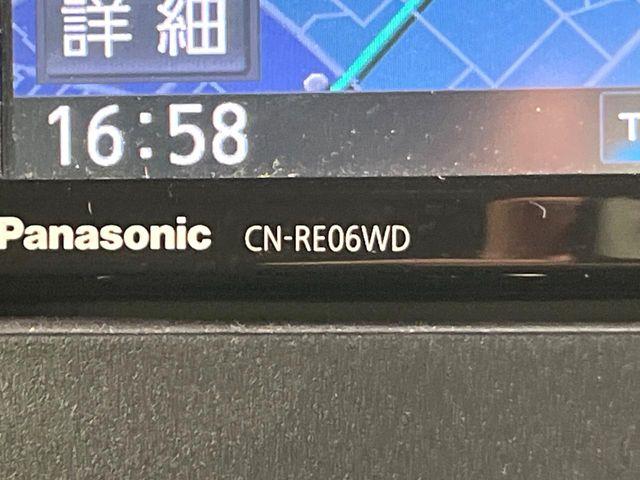 詳細
16:58
T
Panasonic CN-RE06WD